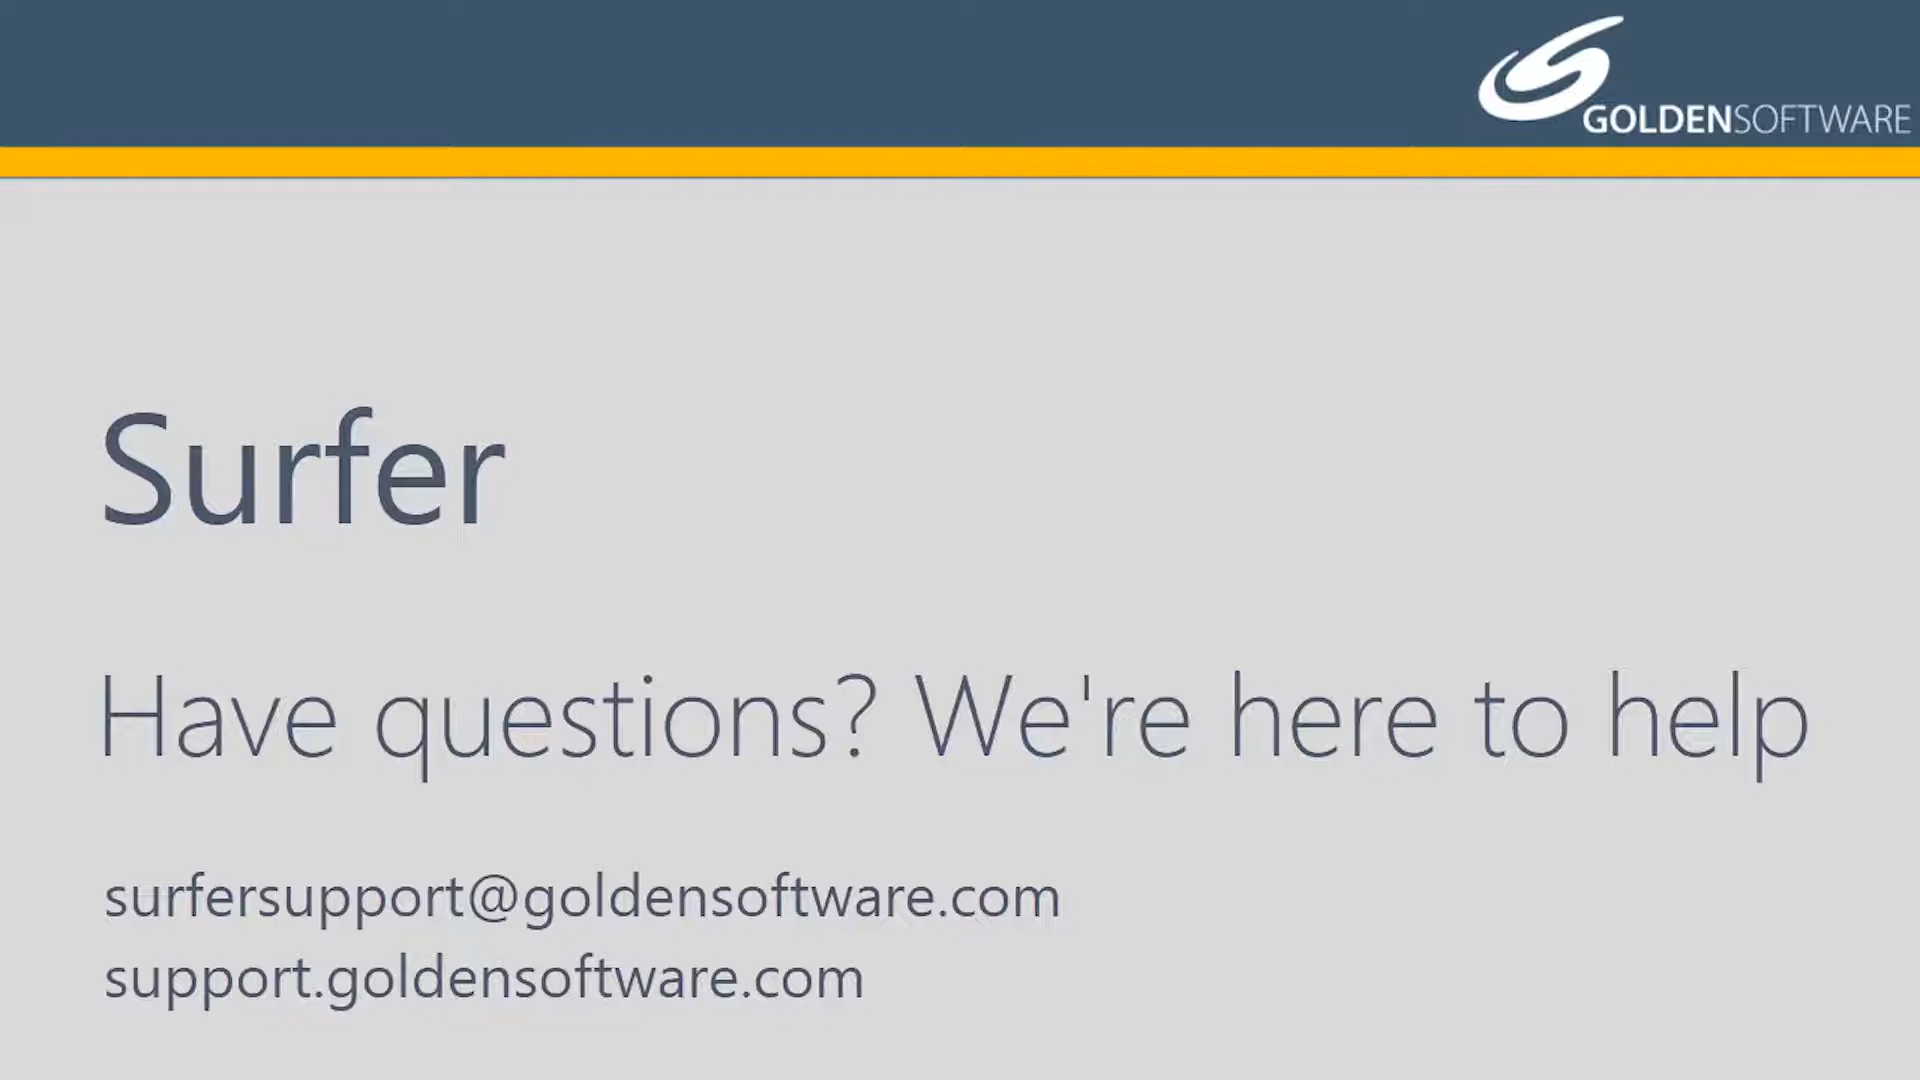 GOLDENSOFTWARE
Surfer
Have questions? We're here to help
surfersupport@goldensoftware.com
support.goldensoftware.com